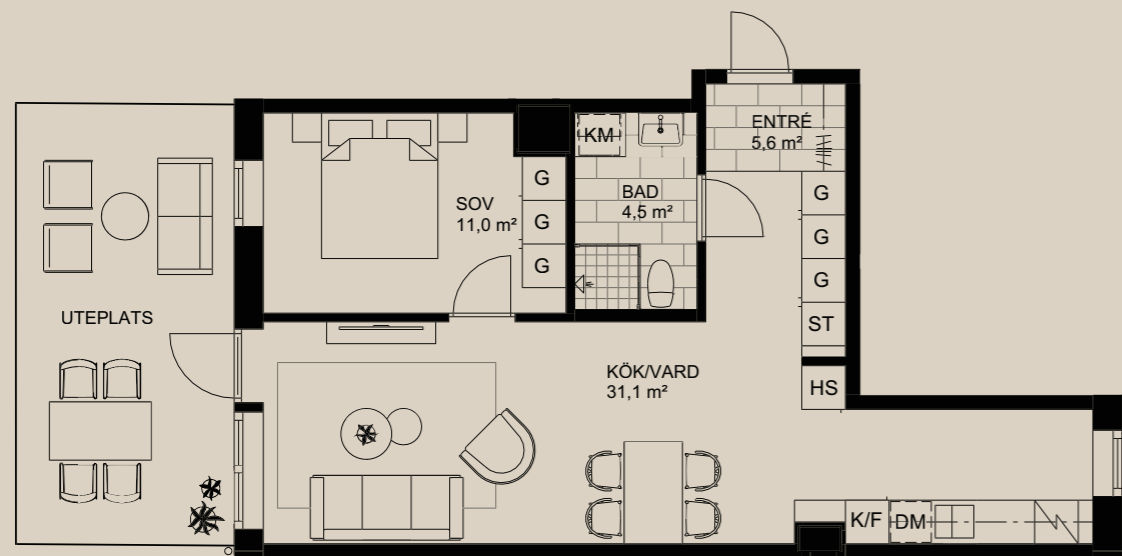 ENTRÉ
5,6 m²
KM
BAD
4,5 m²
SOV
11,0 m²
G
G
G
G
G
G
ST
HS
UTEPLATS
KÖK/VARD
31,1 m²
K/F
DM